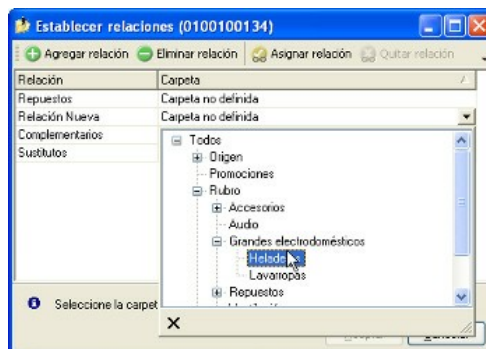 Establecer relaciones (0100100134)
Agregar relación Eliminar relación Asignar relación Quitar relación
Relación Carpeta
Repuestos Carpeta no definida
Relación Nueva Carpeta no definida
Complementarios
Sustitutos
Todos
Origen
Promociones
Rubro
Accesorios
Audio
Grandes electrodomésticos
Lavarropas
Repuestos
Seleccione la carpet